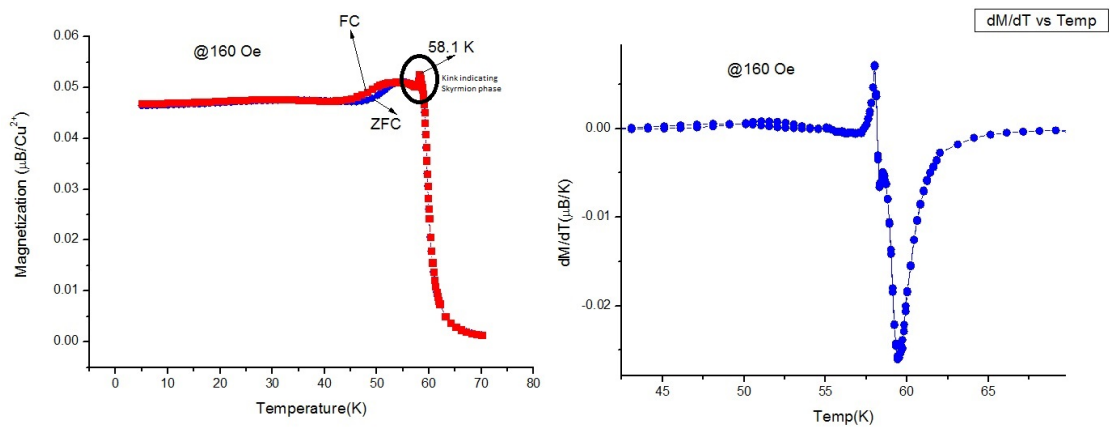 FC
@160 Oe
58.1 K
Kink indicating
Skyrmion phase
ZFC
Magnetization (μB/Cu²⁺)
0.06
0.05
0.04
0.03
0.02
0.01
0.00
0 10 20 30 40 50 60 70 80
Temperature(K)
dM/dT vs Temp
@160 Oe
dM/dT(μB/K)
0.00
-0.01
-0.02
45 50 55 60 65
Temp(K)